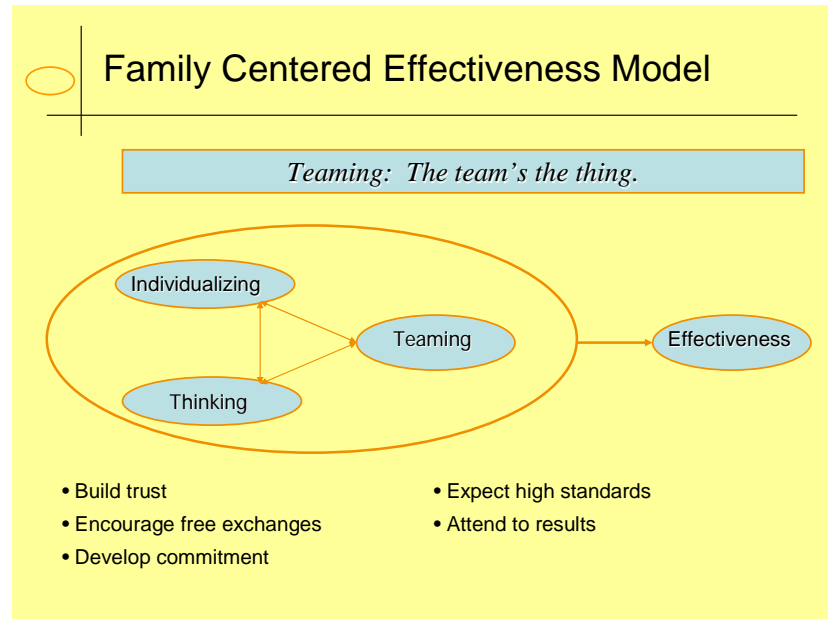 Family Centered Effectiveness Model
Teaming: The team's the thing.
Individualizing
Teaming
Effectiveness
Thinking
• Build trust
• Encourage free exchanges
• Develop commitment
• Expect high standards
• Attend to results